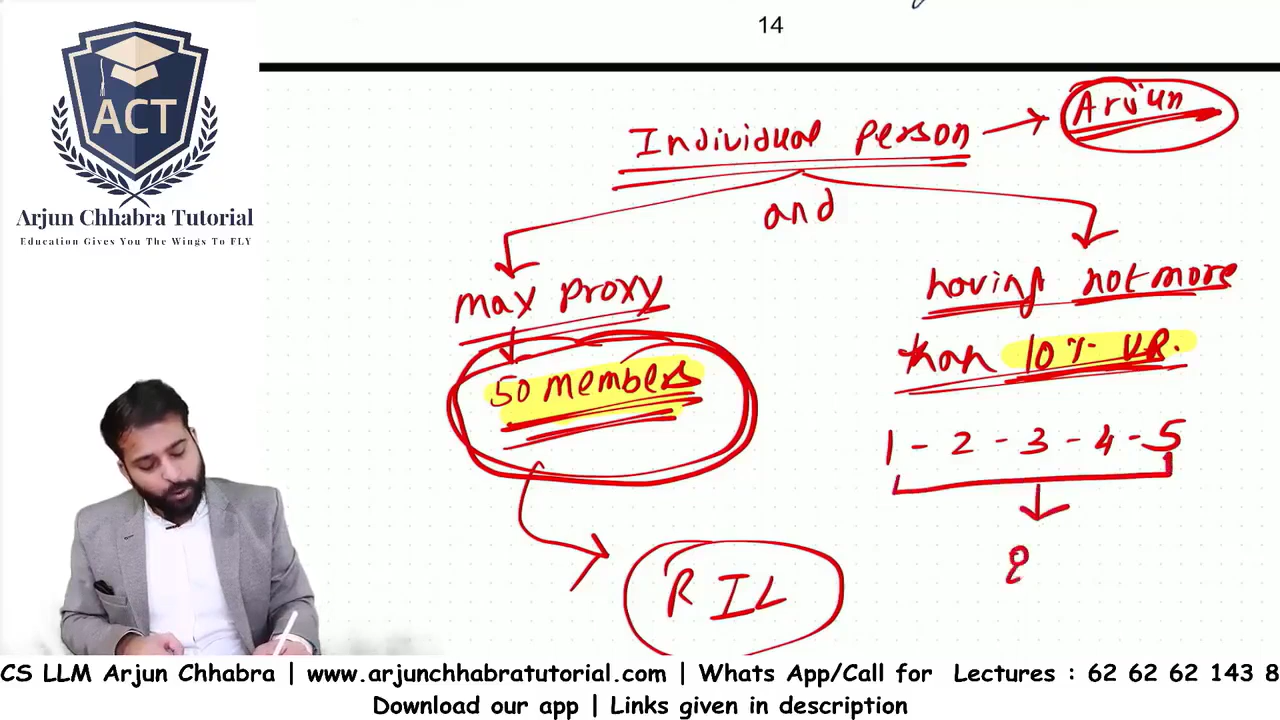 14
ACT
Arjun Chhabra Tutorial
Education Gives You The Wings To FLY
Individual person
Arjun
and
max proxy
50 members
having not more
than 10% V.R.
1 - 2 - 3 - 4 - 5
RIL
CS LLM Arjun Chhabra | www.arjunchhabratutorial.com | Whats App/Call for Lectures : 62 62 62 143 8
Download our app | Links given in description